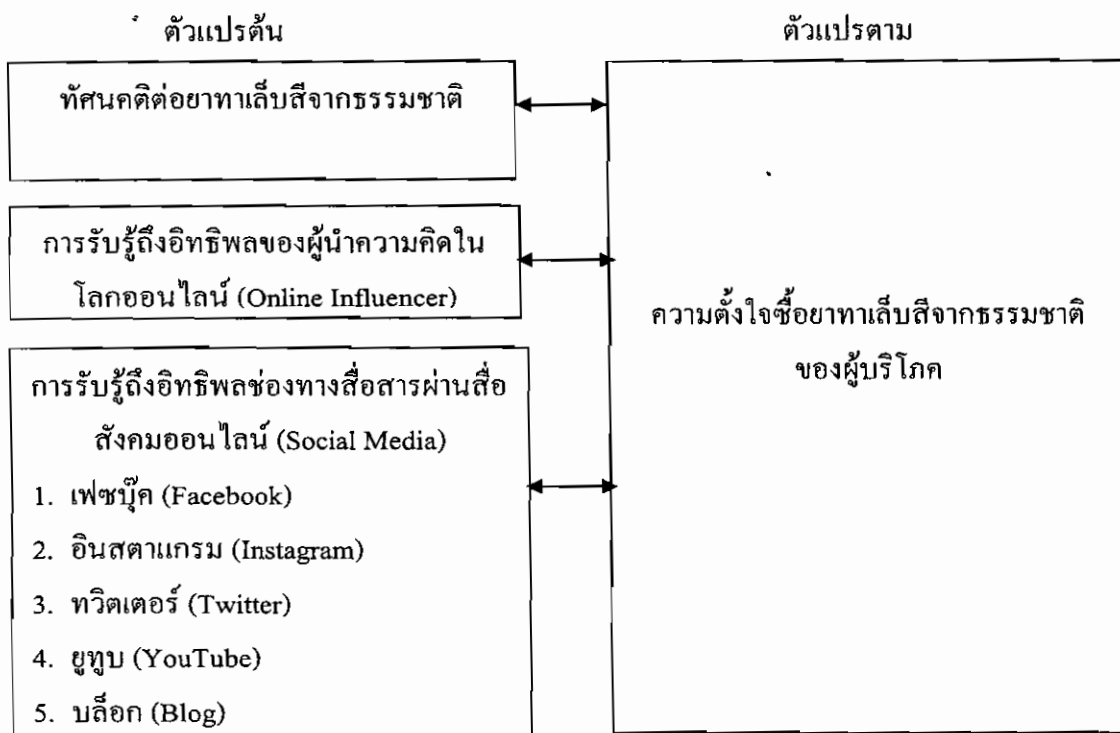 ตัวแปรต้น
ตัวแปรตาม
ทัศนคติต่อยาทาเล็บสีจากธรรมชาติ
การรับรู้ถึงอิทธิพลของผู้นำความคิดใน
โลกออนไลน์ (Online Influencer)
การรับรู้ถึงอิทธิพลช่องทางสื่อสารผ่านสื่อ
สังคมออนไลน์ (Social Media)
1. เฟซบุ๊ค (Facebook)
2. อินสตาแกรม (Instagram)
3. ทวิตเตอร์ (Twitter)
4. ยูทูบ (YouTube)
5. บล็อก (Blog)
ความตั้งใจซื้อยาทาเล็บสีจากธรรมชาติ
ของผู้บริโภค